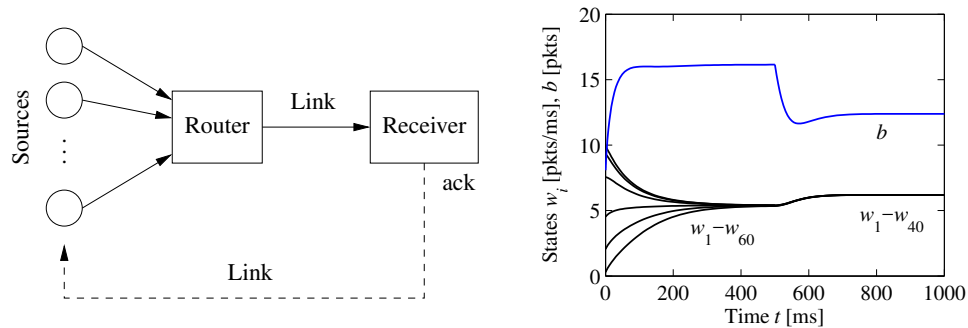 Sources
...
Router
Link
Receiver
ack
Link
States w_i [pkts/ms], b [pkts]
20
15
10
5
0
b
w_1−w_60
w_1−w_40
0 200 400 600 800 1000
Time t [ms]